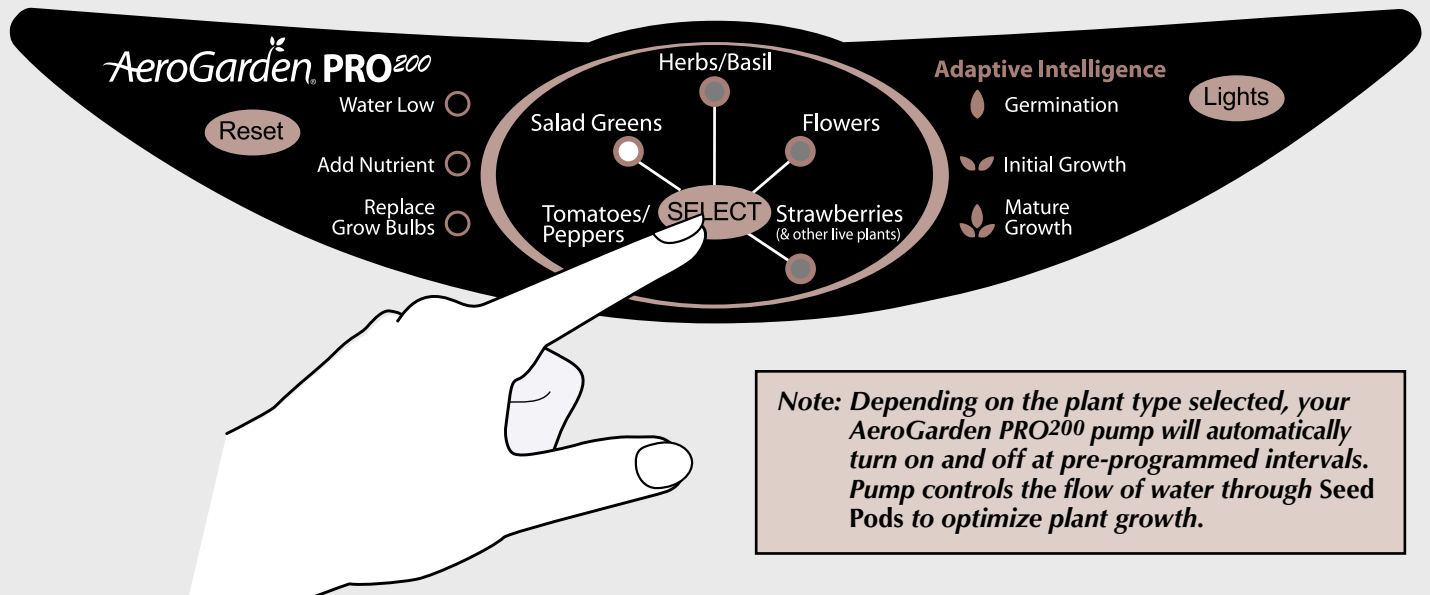 AeroGarden PRO200
Reset
Water Low
Add Nutrient
Replace
Grow Bulbs
Herbs/Basil
Salad Greens
Flowers
Tomatoes/
Peppers
SELECT
Strawberries
(& other live plants)
Adaptive Intelligence
Germination
Initial Growth
Mature
Growth
Lights
Note: Depending on the plant type selected, your
AeroGarden PRO200 pump will automatically
turn on and off at pre-programmed intervals.
Pump controls the flow of water through Seed
Pods to optimize plant growth.